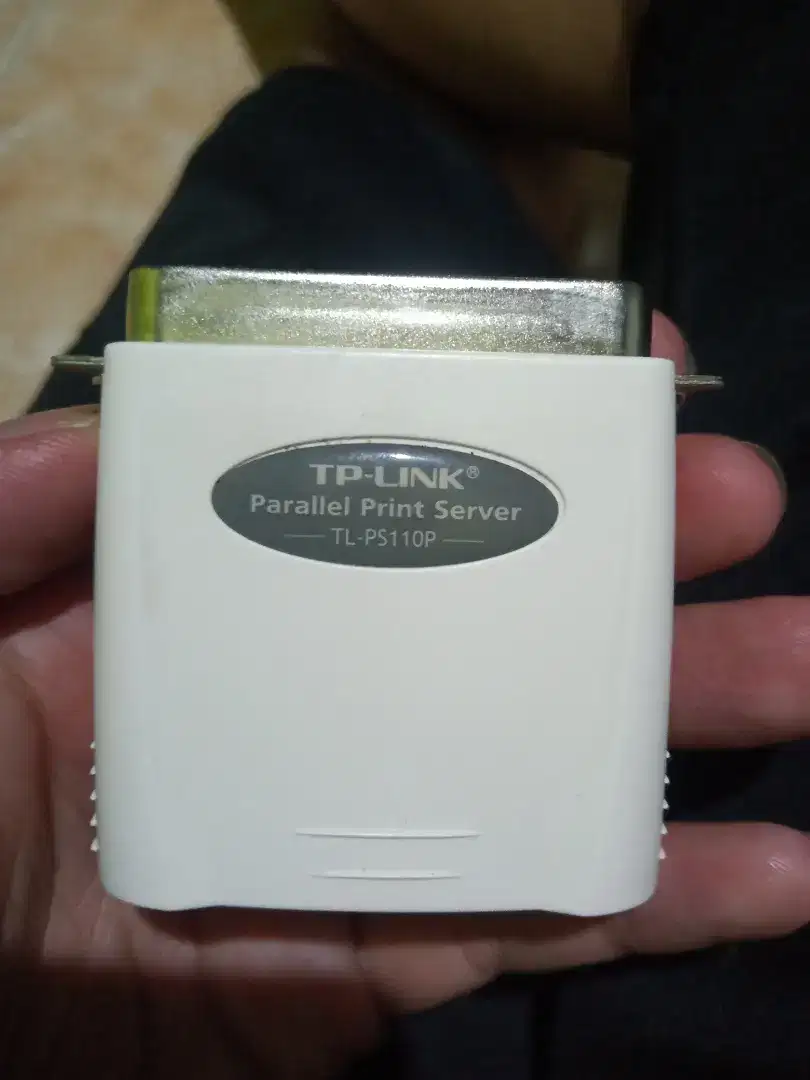 TP-LINK®
Parallel Print Server
TL-PS110P